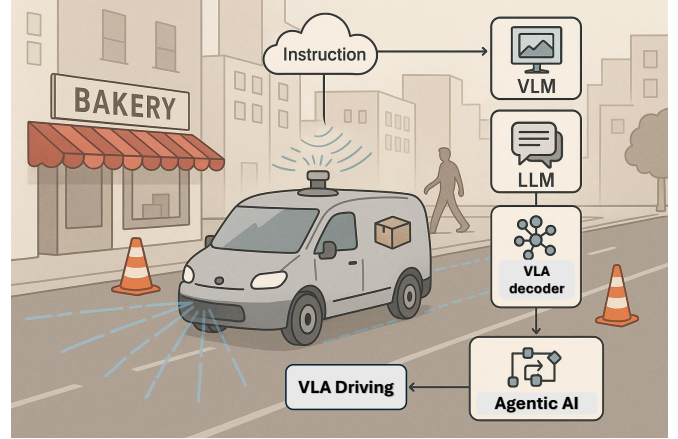 Instruction
VLM
BAKERY
LLM
VLA
decoder
VLA Driving
Agentic AI